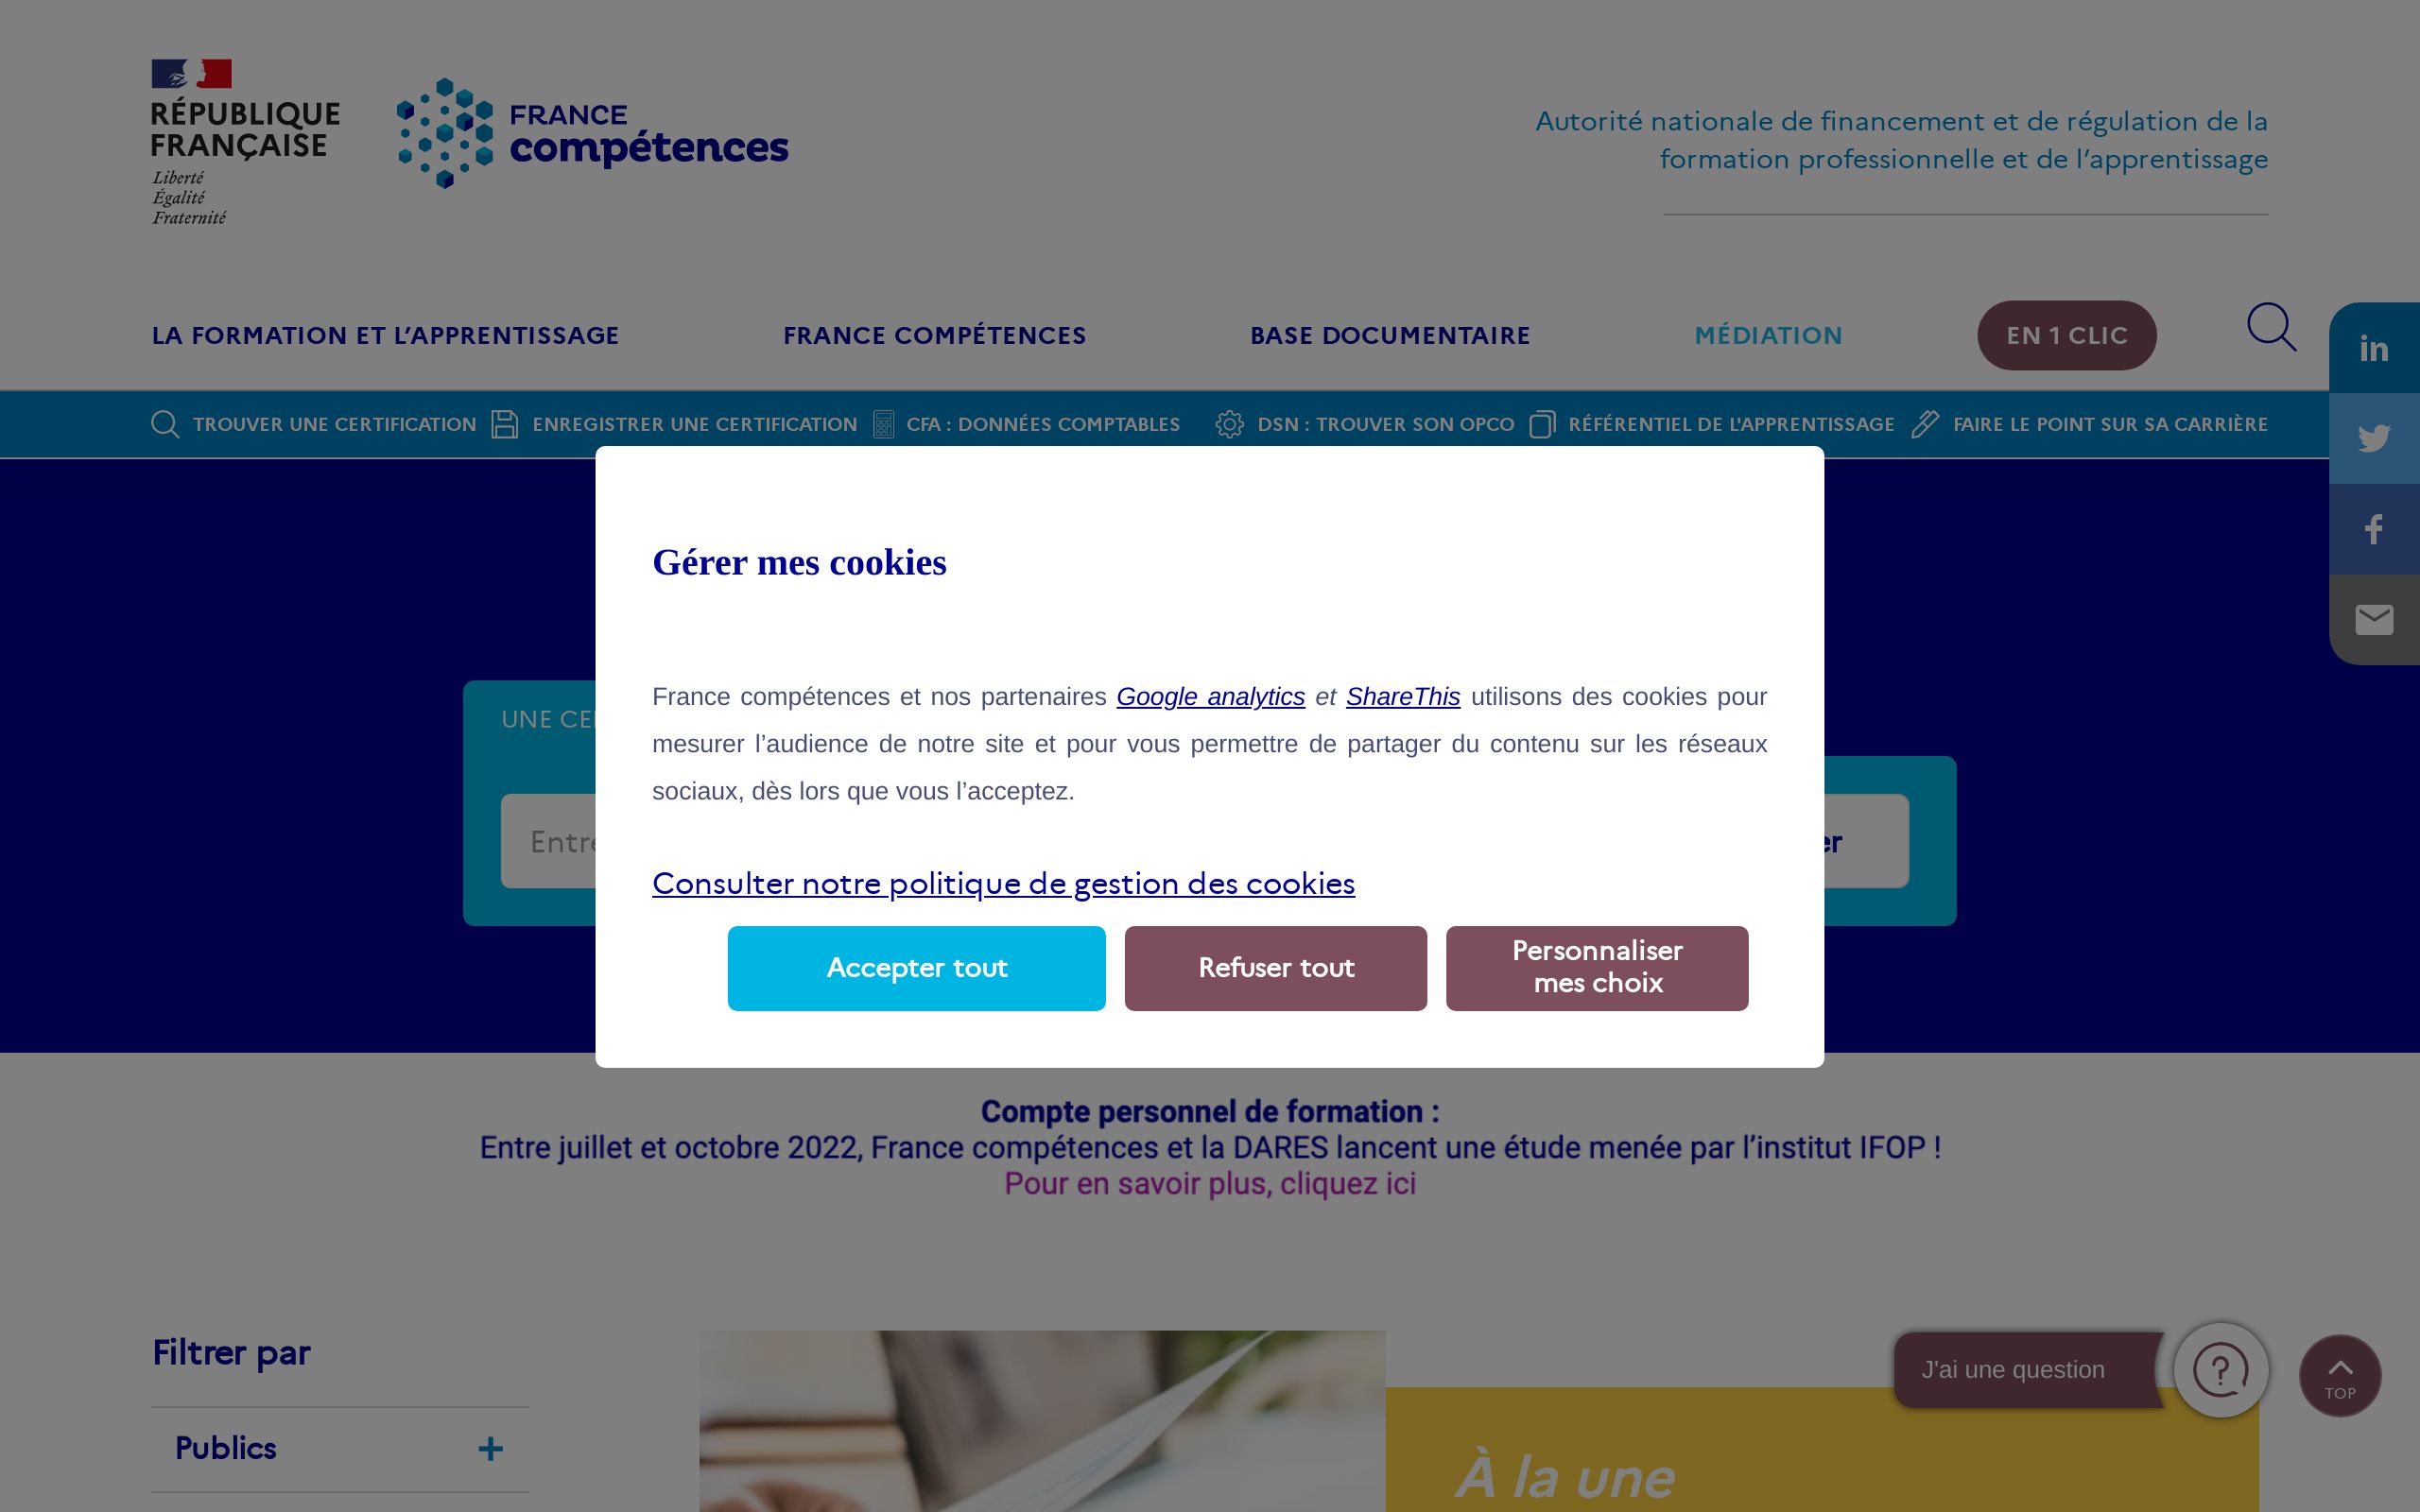 RÉPUBLIQUE
FRANÇAISE
Liberté
Égalité
Fraternité
FRANCE
compétences
Autorité nationale de financement et de régulation de la
formation professionnelle et de l’apprentissage
LA FORMATION ET L’APPRENTISSAGE
FRANCE COMPÉTENCES
BASE DOCUMENTAIRE
MÉDIATION
EN 1 CLIC
in
TROUVER UNE CERTIFICATION
ENREGISTRER UNE CERTIFICATION
CFA : DONNÉES COMPTABLES
DSN : TROUVER SON OPCO
RÉFÉRENTIEL DE L'APPRENTISSAGE
FAIRE LE POINT SUR SA CARRIÈRE
Gérer mes cookies
France compétences et nos partenaires Google analytics et ShareThis utilisons des cookies pour
mesurer l’audience de notre site et pour vous permettre de partager du contenu sur les réseaux
sociaux, dès lors que vous l’acceptez.
Consulter notre politique de gestion des cookies
Accepter tout
Refuser tout
Personnaliser
mes choix
UNE
Compte personnel de formation :
Entre juillet et octobre 2022, France compétences et la DARES lancent une étude menée par l’institut IFOP !
Pour en savoir plus, cliquez ici
Filtrer par
Publics
+
À la une
J'ai une question
TOP